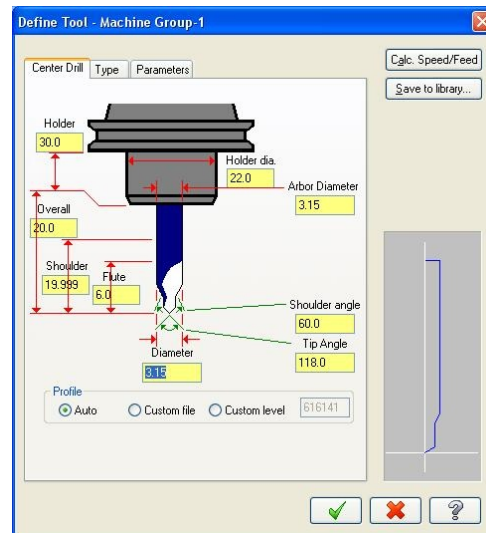 Define Tool - Machine Group-1
Center Drill Type Parameters
Calc. Speed/Feed
Save to library...
Holder
30.0
Holder dia.
22.0
Arbor Diameter
3.15
Overall
20.0
Shoulder
19.999
Flute
6.0
Shoulder angle
60.0
Tip Angle
118.0
Diameter
3.15
Profile
Auto Custom file Custom level 616141